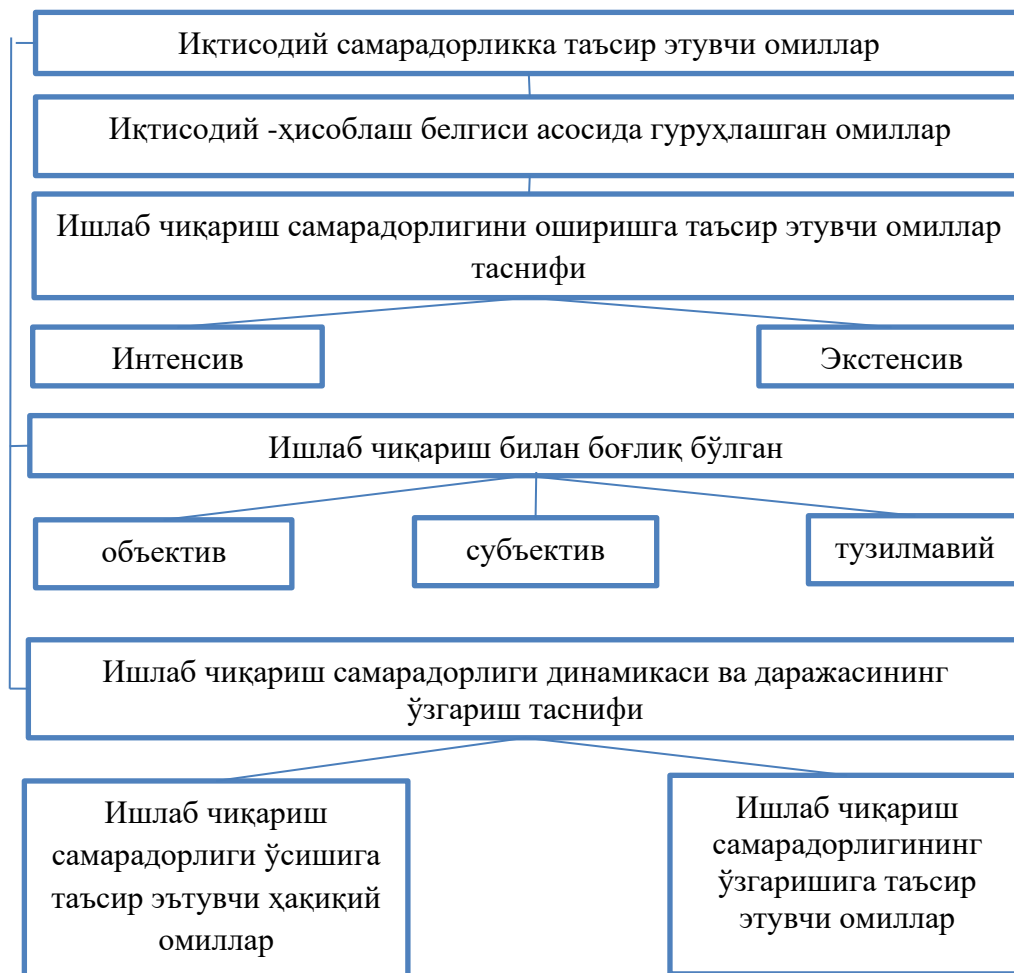 Иқтисодий самарадорликка таъсир этувчи омиллар
Иқтисодий -ҳисоблаш белгиси асосида гуруҳлашган омиллар
Ишлаб чиқариш самарадорлигини оширишга таъсир этувчи омиллар
таснифи
Интенсив
Экстенсив
Ишлаб чиқариш билан боғлиқ бўлган
объектив
субъектив
тузилмавий
Ишлаб чиқариш самарадорлиги динамикаси ва даражасининг
ўзгариш таснифи
Ишлаб чиқариш
самарадорлиги ўсишига
таъсир эътувчи ҳақиқий
омиллар
Ишлаб чиқариш
самарадорлигининг
ўзгаришига таъсир
этувчи омиллар